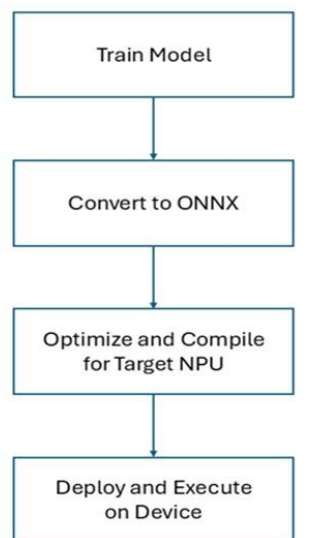 Train Model
Convert to ONNX
Optimize and Compile
for Target NPU
Deploy and Execute
on Device